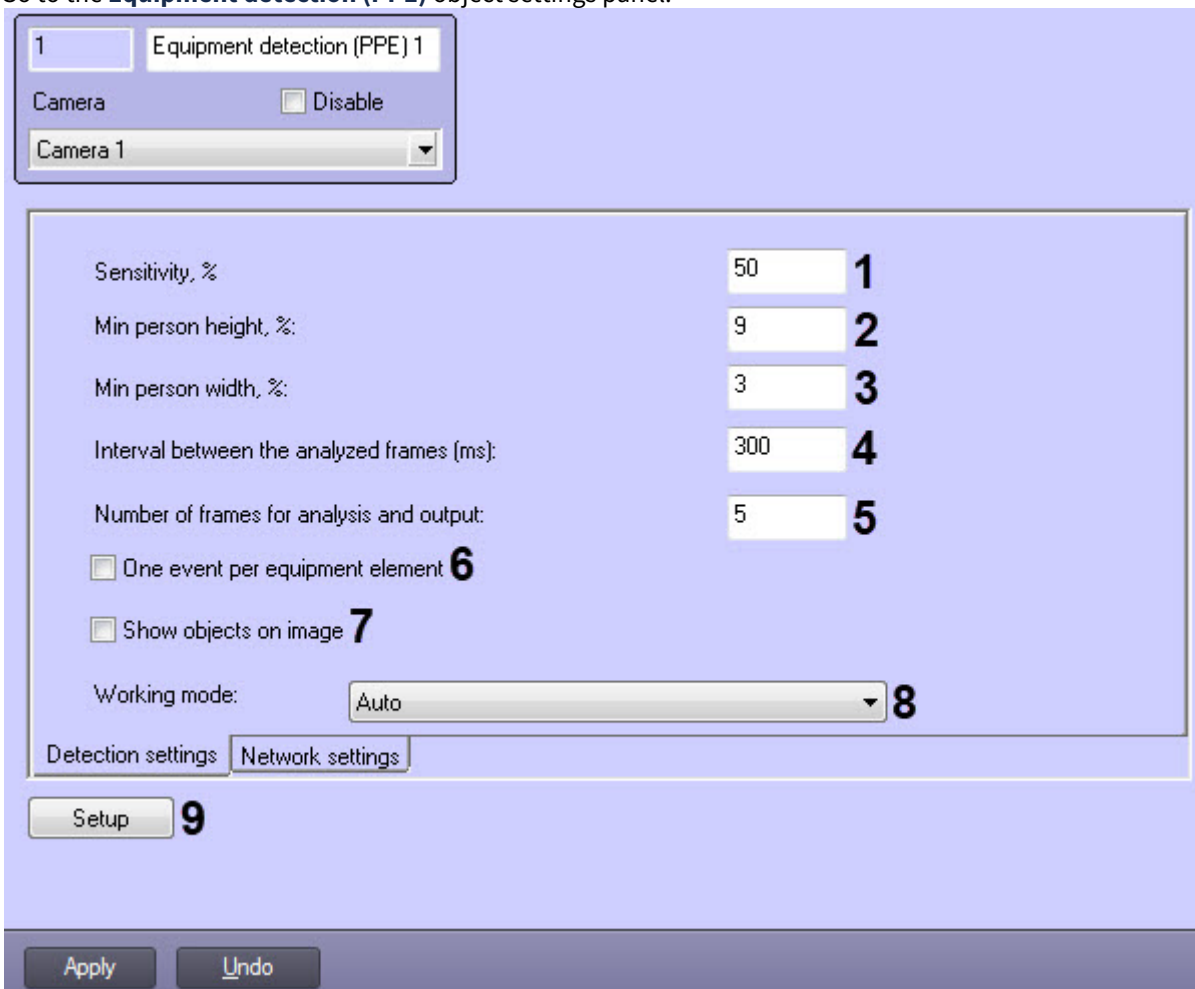 Go to the Equipment detection (PPE) object settings panel.
1 Equipment detection (PPE) 1
Camera Disable
Camera 1
Sensitivity, % 50 1
Min person height, %: 9 2
Min person width, %: 3 3
Interval between the analyzed frames (ms): 300 4
Number of frames for analysis and output: 5 5
One event per equipment element 6
Show objects on image 7
Working mode: Auto 8
Detection settings Network settings
Setup 9
Apply Undo